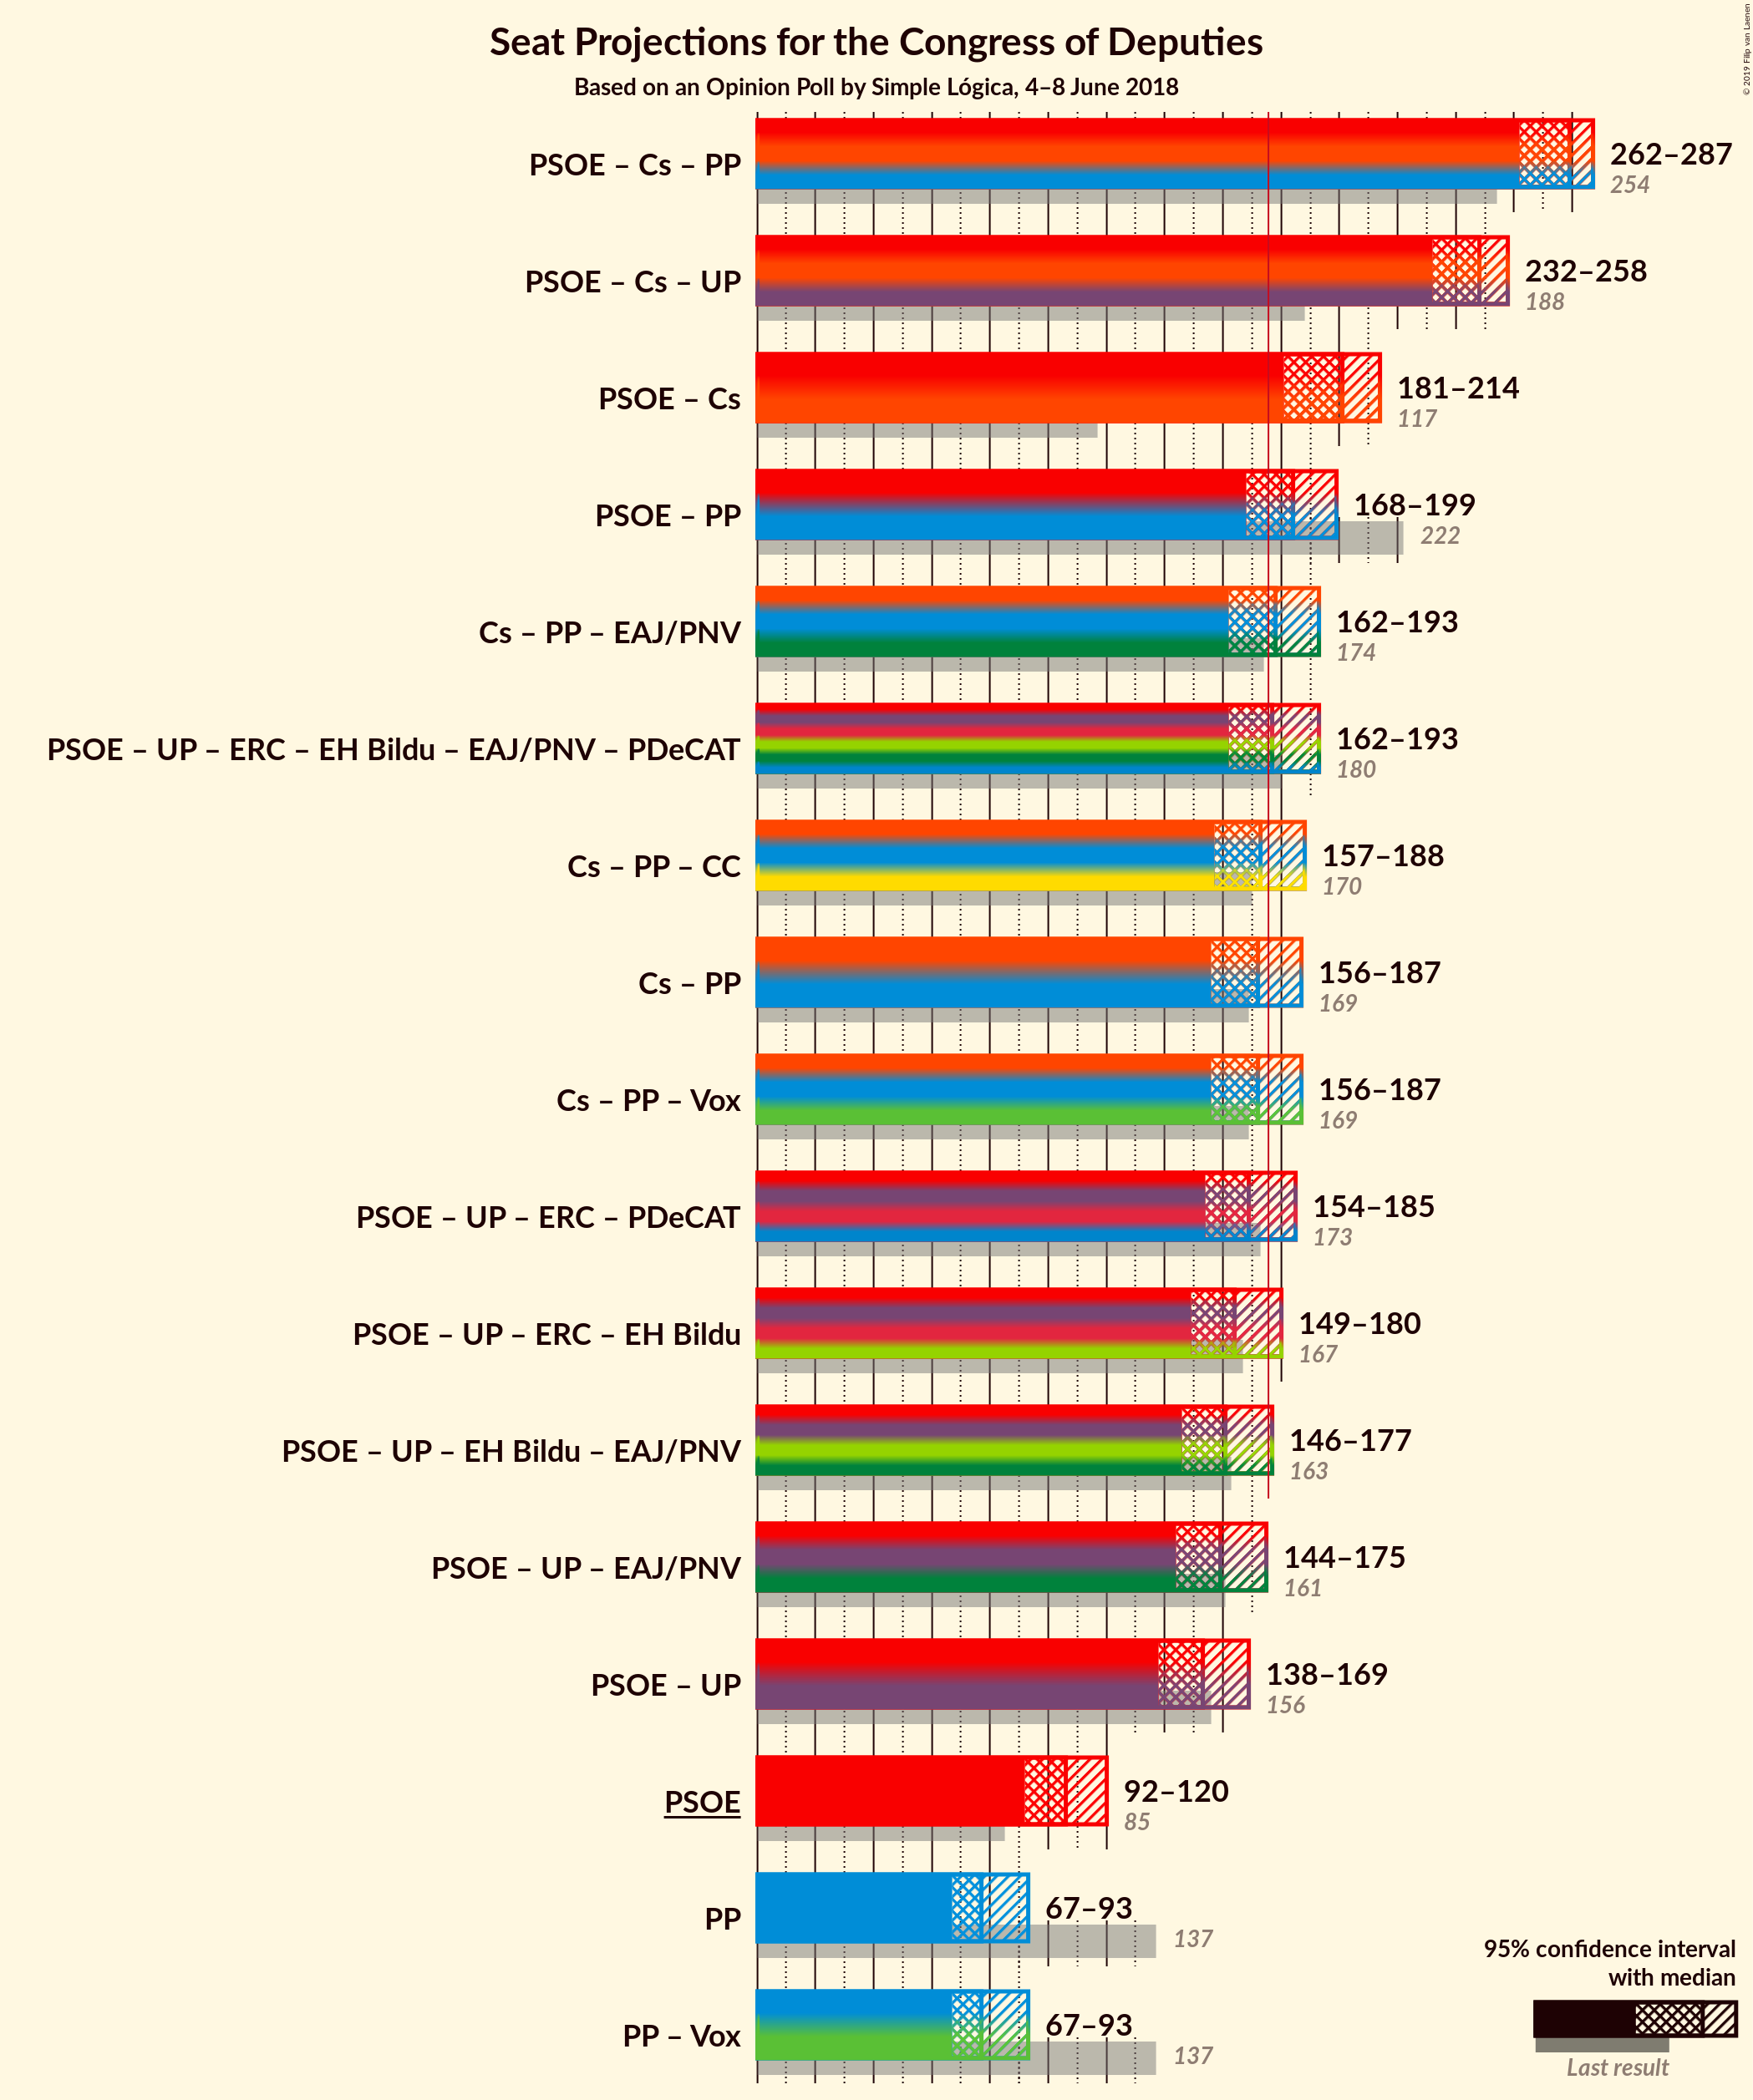 Seat Projections for the Congress of Deputies
Based on an Opinion Poll by Simple Lógica, 4–8 June 2018
© 2019 Filip van Laenen
PSOE – Cs – PP
262–287
254
PSOE – Cs – UP
232–258
188
PSOE – Cs
181–214
117
PSOE – PP
168–199
222
Cs – PP – EAJ/PNV
162–193
174
PSOE – UP – ERC – EH Bildu – EAJ/PNV – PDeCAT
162–193
180
Cs – PP – CC
157–188
170
Cs – PP
156–187
169
Cs – PP – Vox
156–187
169
PSOE – UP – ERC – PDeCAT
154–185
173
PSOE – UP – ERC – EH Bildu
149–180
167
PSOE – UP – EH Bildu – EAJ/PNV
146–177
163
PSOE – UP – EAJ/PNV
144–175
161
PSOE – UP
138–169
156
PSOE
92–120
85
PP
67–93
137
PP – Vox
67–93
137
95% confidence interval
with median
Last result